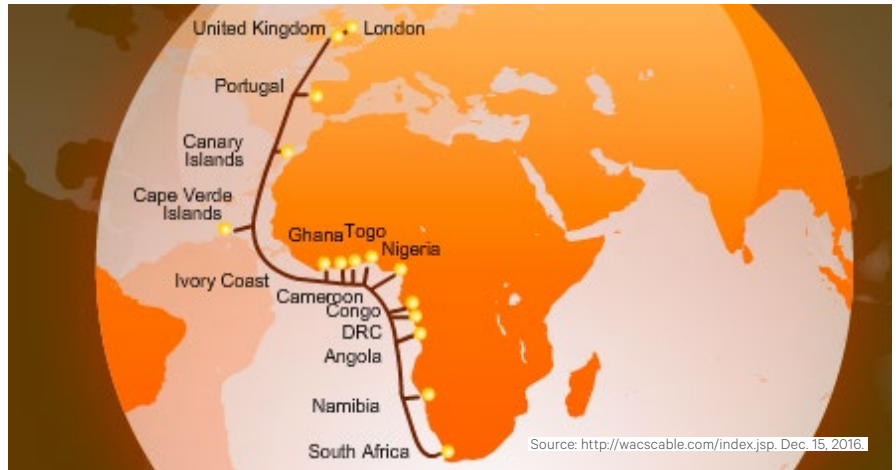 United Kingdom
London
Portugal
Canary
Islands
Cape Verde
Islands
Ghana
Togo
Nigeria
Ivory Coast
Cameroon
Congo
DRC
Angola
Namibia
South Africa
Source: http://wacscable.com/index.jsp. Dec. 15, 2016.